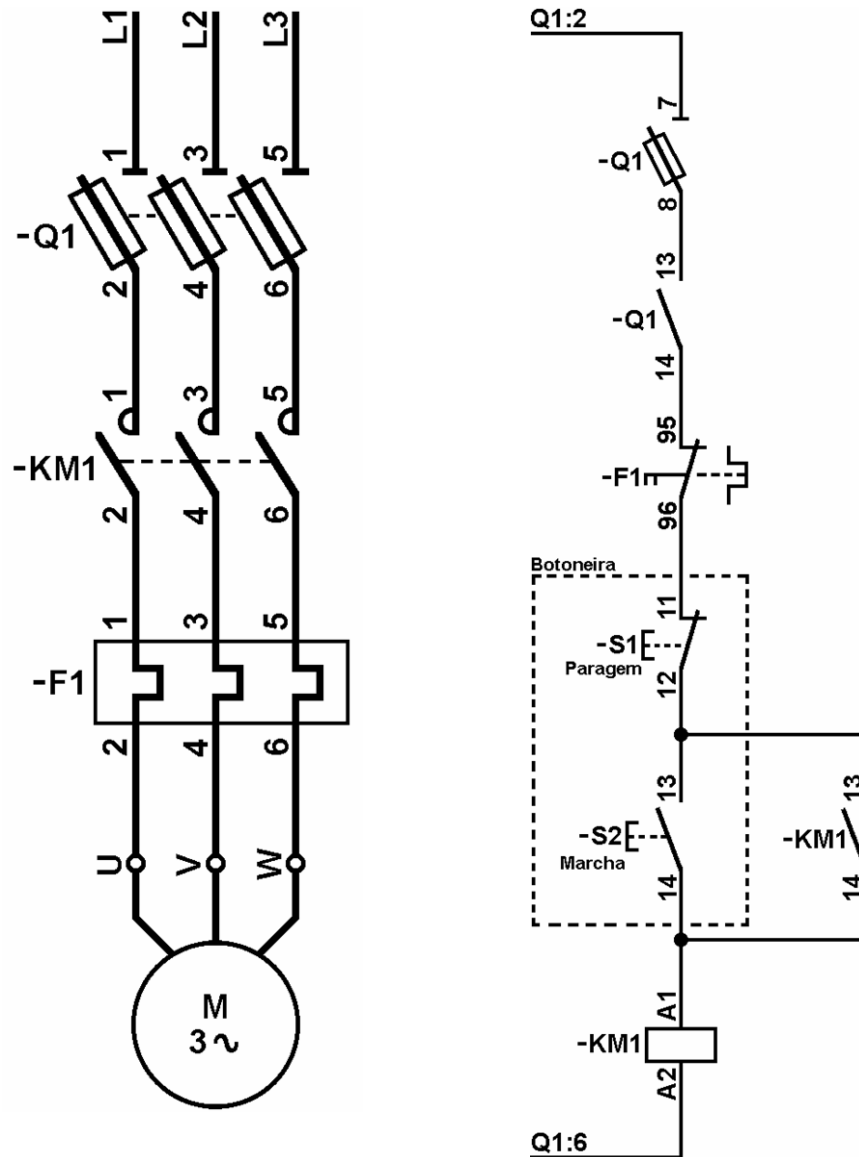 L1 L2 L3
1 3 5
-Q1
2 4 6
1 3 5
-KM1
2 4 6
1 3 5
-F1
2 4 6
U V W
M
3~
Q1:2
7
-Q1
8
13
-Q1
14
95
-F1
96
Botoneira
11
-S1
Paragem
12
13 13
-S2 -KM1
Marcha
14 14
A1
-KM1
A2
Q1:6